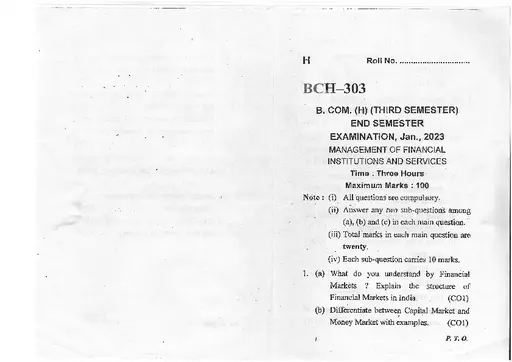 H Roll No. ..............................
BCH–303
B. COM. (H) (THIRD SEMESTER)
END SEMESTER
EXAMINATION, Jan., 2023
MANAGEMENT OF FINANCIAL
INSTITUTIONS AND SERVICES
Time : Three Hours
Maximum Marks : 100
Note : (i) All questions are compulsory.
(ii) Answer any two sub-questions among
(a), (b) and (c) in each main question.
(iii) Total marks in each main question are
twenty.
(iv) Each sub-question carries 10 marks.
1. (a) What do you understand by Financial
Markets ? Explain the structure of
Financial Markets in India. (CO1)
(b) Differentiate between Capital Market and
Money Market with examples. (CO1)
P. T. O.